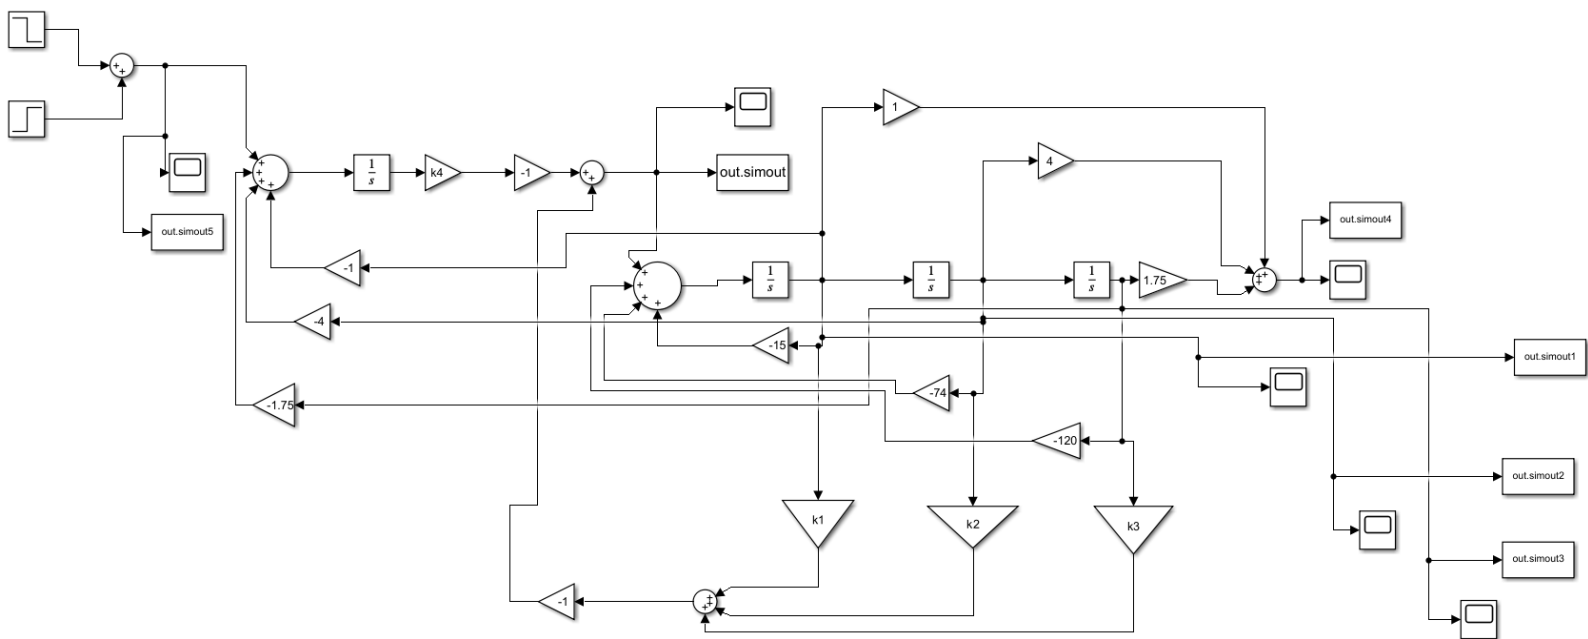 1
4
1
s
k4
-1
out.simout
out.simout5
out.simout4
-1
1
s
1
s
1
s
1.75
-4
-15
out.simout1
-74
-1.75
-120
out.simout2
k1
k2
k3
out.simout3
-1